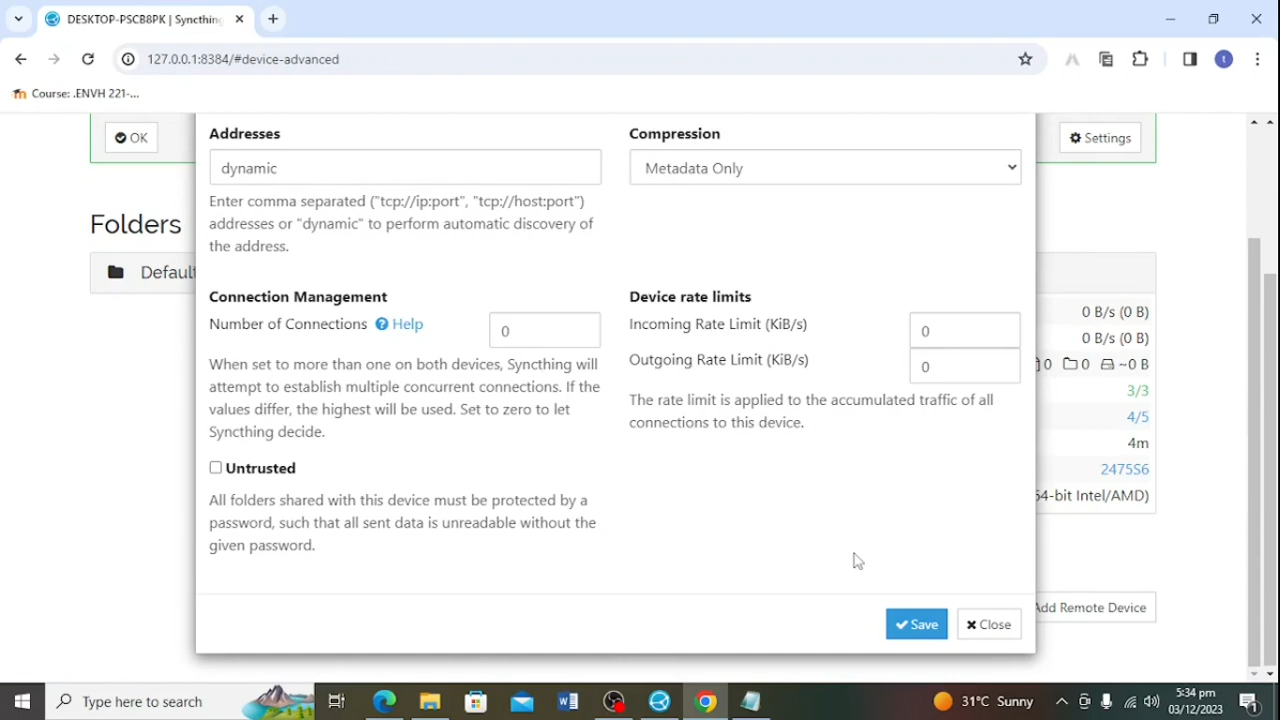 DESKTOP-PSCB8PK | Syncthing
127.0.0.1:8384/#device-advanced
Course: .ENVH 221-...
OK
Settings
Addresses
Compression
dynamic
Metadata Only
Enter comma separated ("tcp://ip:port", "tcp://host:port")
addresses or "dynamic" to perform automatic discovery of
the address.
Folders
Default
Connection Management
Device rate limits
Number of Connections Help
0
Incoming Rate Limit (KiB/s)
0
Outgoing Rate Limit (KiB/s)
0
When set to more than one on both devices, Syncthing will
attempt to establish multiple concurrent connections. If the
values differ, the highest will be used. Set to zero to let
Syncthing decide.
The rate limit is applied to the accumulated traffic of all
connections to this device.
0 B/s (0 B)
0 B/s (0 B)
0 0 ~0 B
3/3
4/5
4m
2475S6
64-bit Intel/AMD)
Untrusted
All folders shared with this device must be protected by a
password, such that all sent data is unreadable without the
given password.
Save
Close
Add Remote Device
Type here to search
31°C Sunny
5:34 pm
03/12/2023
1